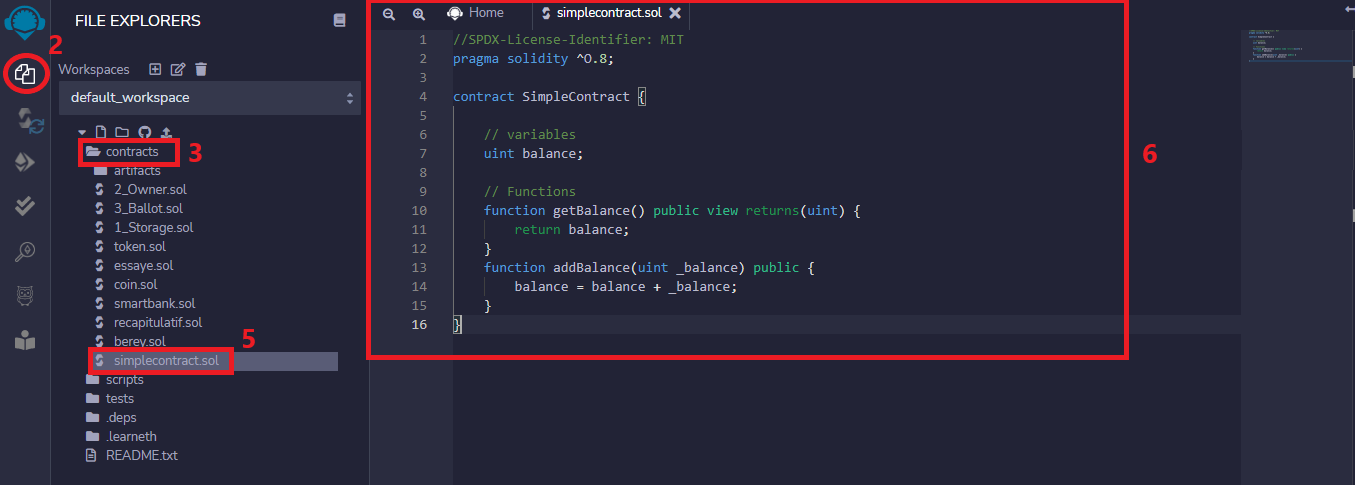 FILE EXPLORERS
2
Workspaces
default_workspace
contracts
3
artifacts
2_Owner.sol
3_Ballot.sol
1_Storage.sol
token.sol
essaye.sol
coin.sol
smartbank.sol
recapitulatif.sol
berey.sol
5
simplecontract.sol
scripts
tests
.deps
.learneth
README.txt
Home
simplecontract.sol
1 //SPDX-License-Identifier: MIT
2 pragma solidity ^0.8;
3
4 contract SimpleContract {
5
6 // variables
7 uint balance;
8
9 // Functions
10 function getBalance() public view returns(uint) {
11 return balance;
12 }
13 function addBalance(uint _balance) public {
14 balance = balance + _balance;
15 }
16 }
6